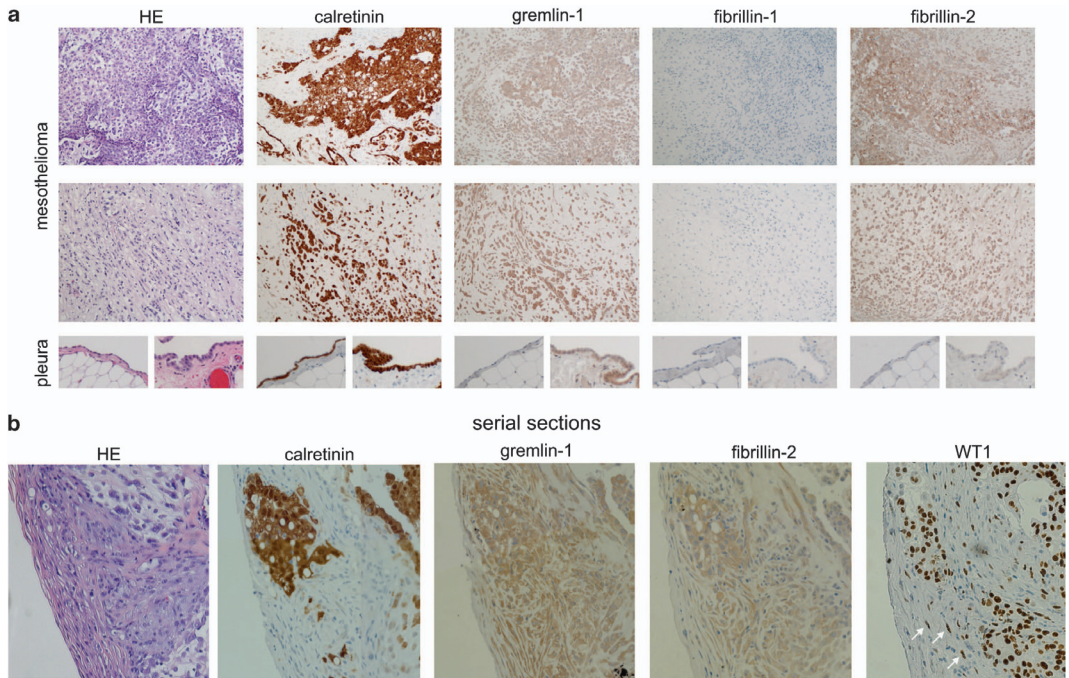 a
HE calretinin gremlin-1 fibrillin-1 fibrillin-2
mesothelioma
pleura
b
serial sections
HE calretinin gremlin-1 fibrillin-2 WT1